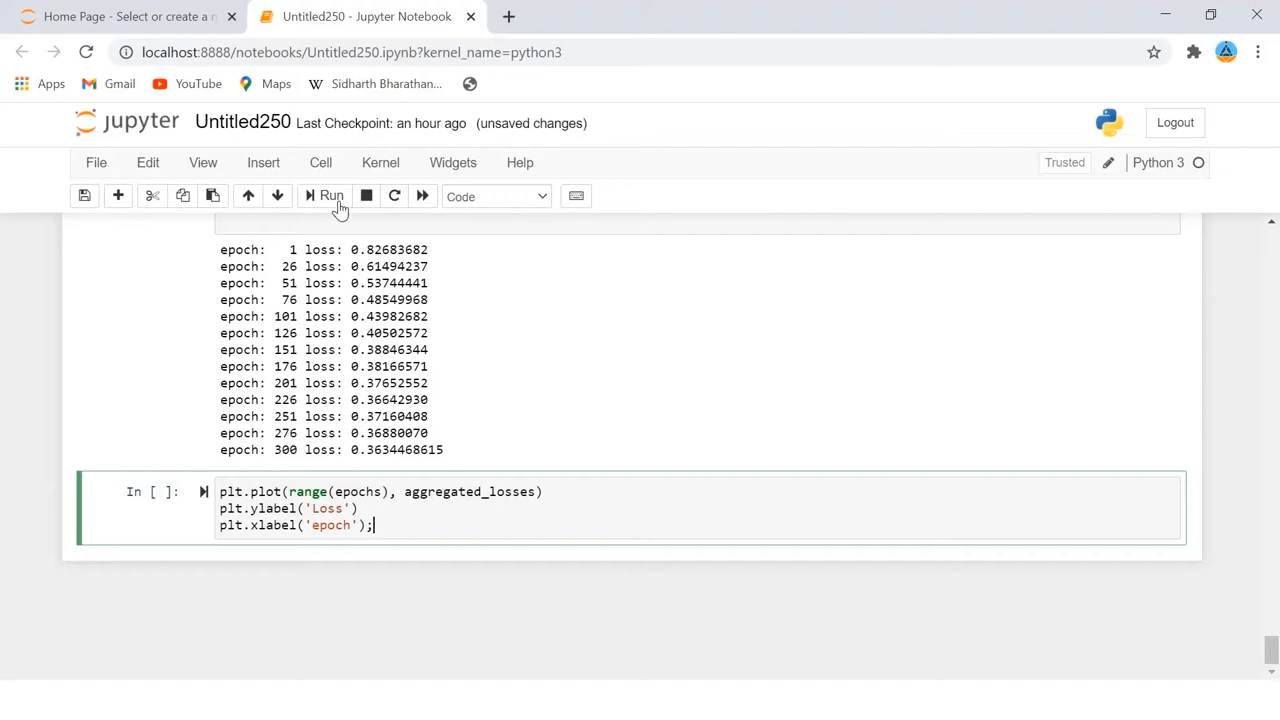 Home Page - Select or create a n
Untitled250 - Jupyter Notebook
localhost:8888/notebooks/Untitled250.ipynb?kernel_name=python3
Apps Gmail YouTube Maps Sidharth Bharathan...
jupyter Untitled250 Last Checkpoint: an hour ago (unsaved changes) Logout
File Edit View Insert Cell Kernel Widgets Help Trusted Python 3
Run Code
epoch:   1 loss: 0.82683682
epoch:  26 loss: 0.61494237
epoch:  51 loss: 0.53744441
epoch:  76 loss: 0.48549968
epoch: 101 loss: 0.43982682
epoch: 126 loss: 0.40502572
epoch: 151 loss: 0.38846344
epoch: 176 loss: 0.38166571
epoch: 201 loss: 0.37652552
epoch: 226 loss: 0.36642930
epoch: 251 loss: 0.37160408
epoch: 276 loss: 0.36880070
epoch: 300 loss: 0.3634468615
In [ ]: plt.plot(range(epochs), aggregated_losses)
plt.ylabel('Loss')
plt.xlabel('epoch');